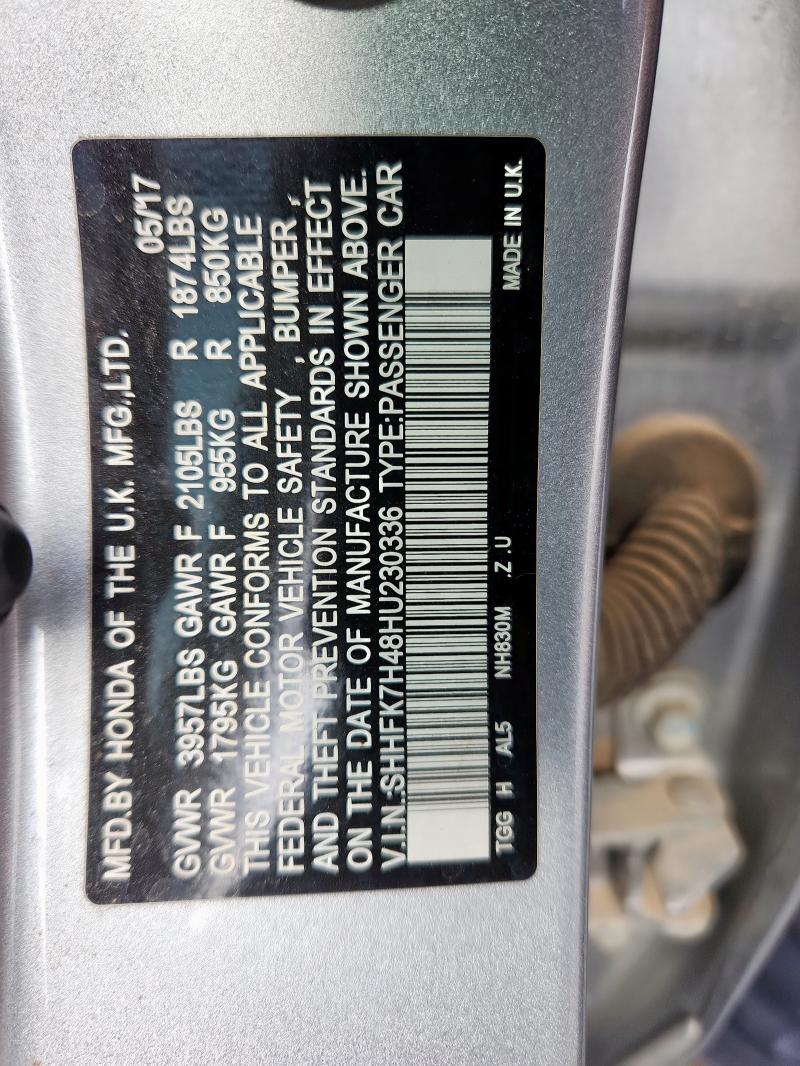 MFD.BY HONDA OF THE U.K. MFG.,LTD. 05/17
GVWR 3957LBS GAWR F 2105LBS R 1874LBS
GVWR 1795KG GAWR F 955KG R 850KG
THIS VEHICLE CONFORMS TO ALL APPLICABLE
FEDERAL MOTOR VEHICLE SAFETY , BUMPER ,
AND THEFT PREVENTION STANDARDS IN EFFECT
ON THE DATE OF MANUFACTURE SHOWN ABOVE.
V.I.N.:SHHFK7H48HU230336 TYPE:PASSENGER CAR
TGG H AL5 NH830M .Z .U MADE IN U.K.